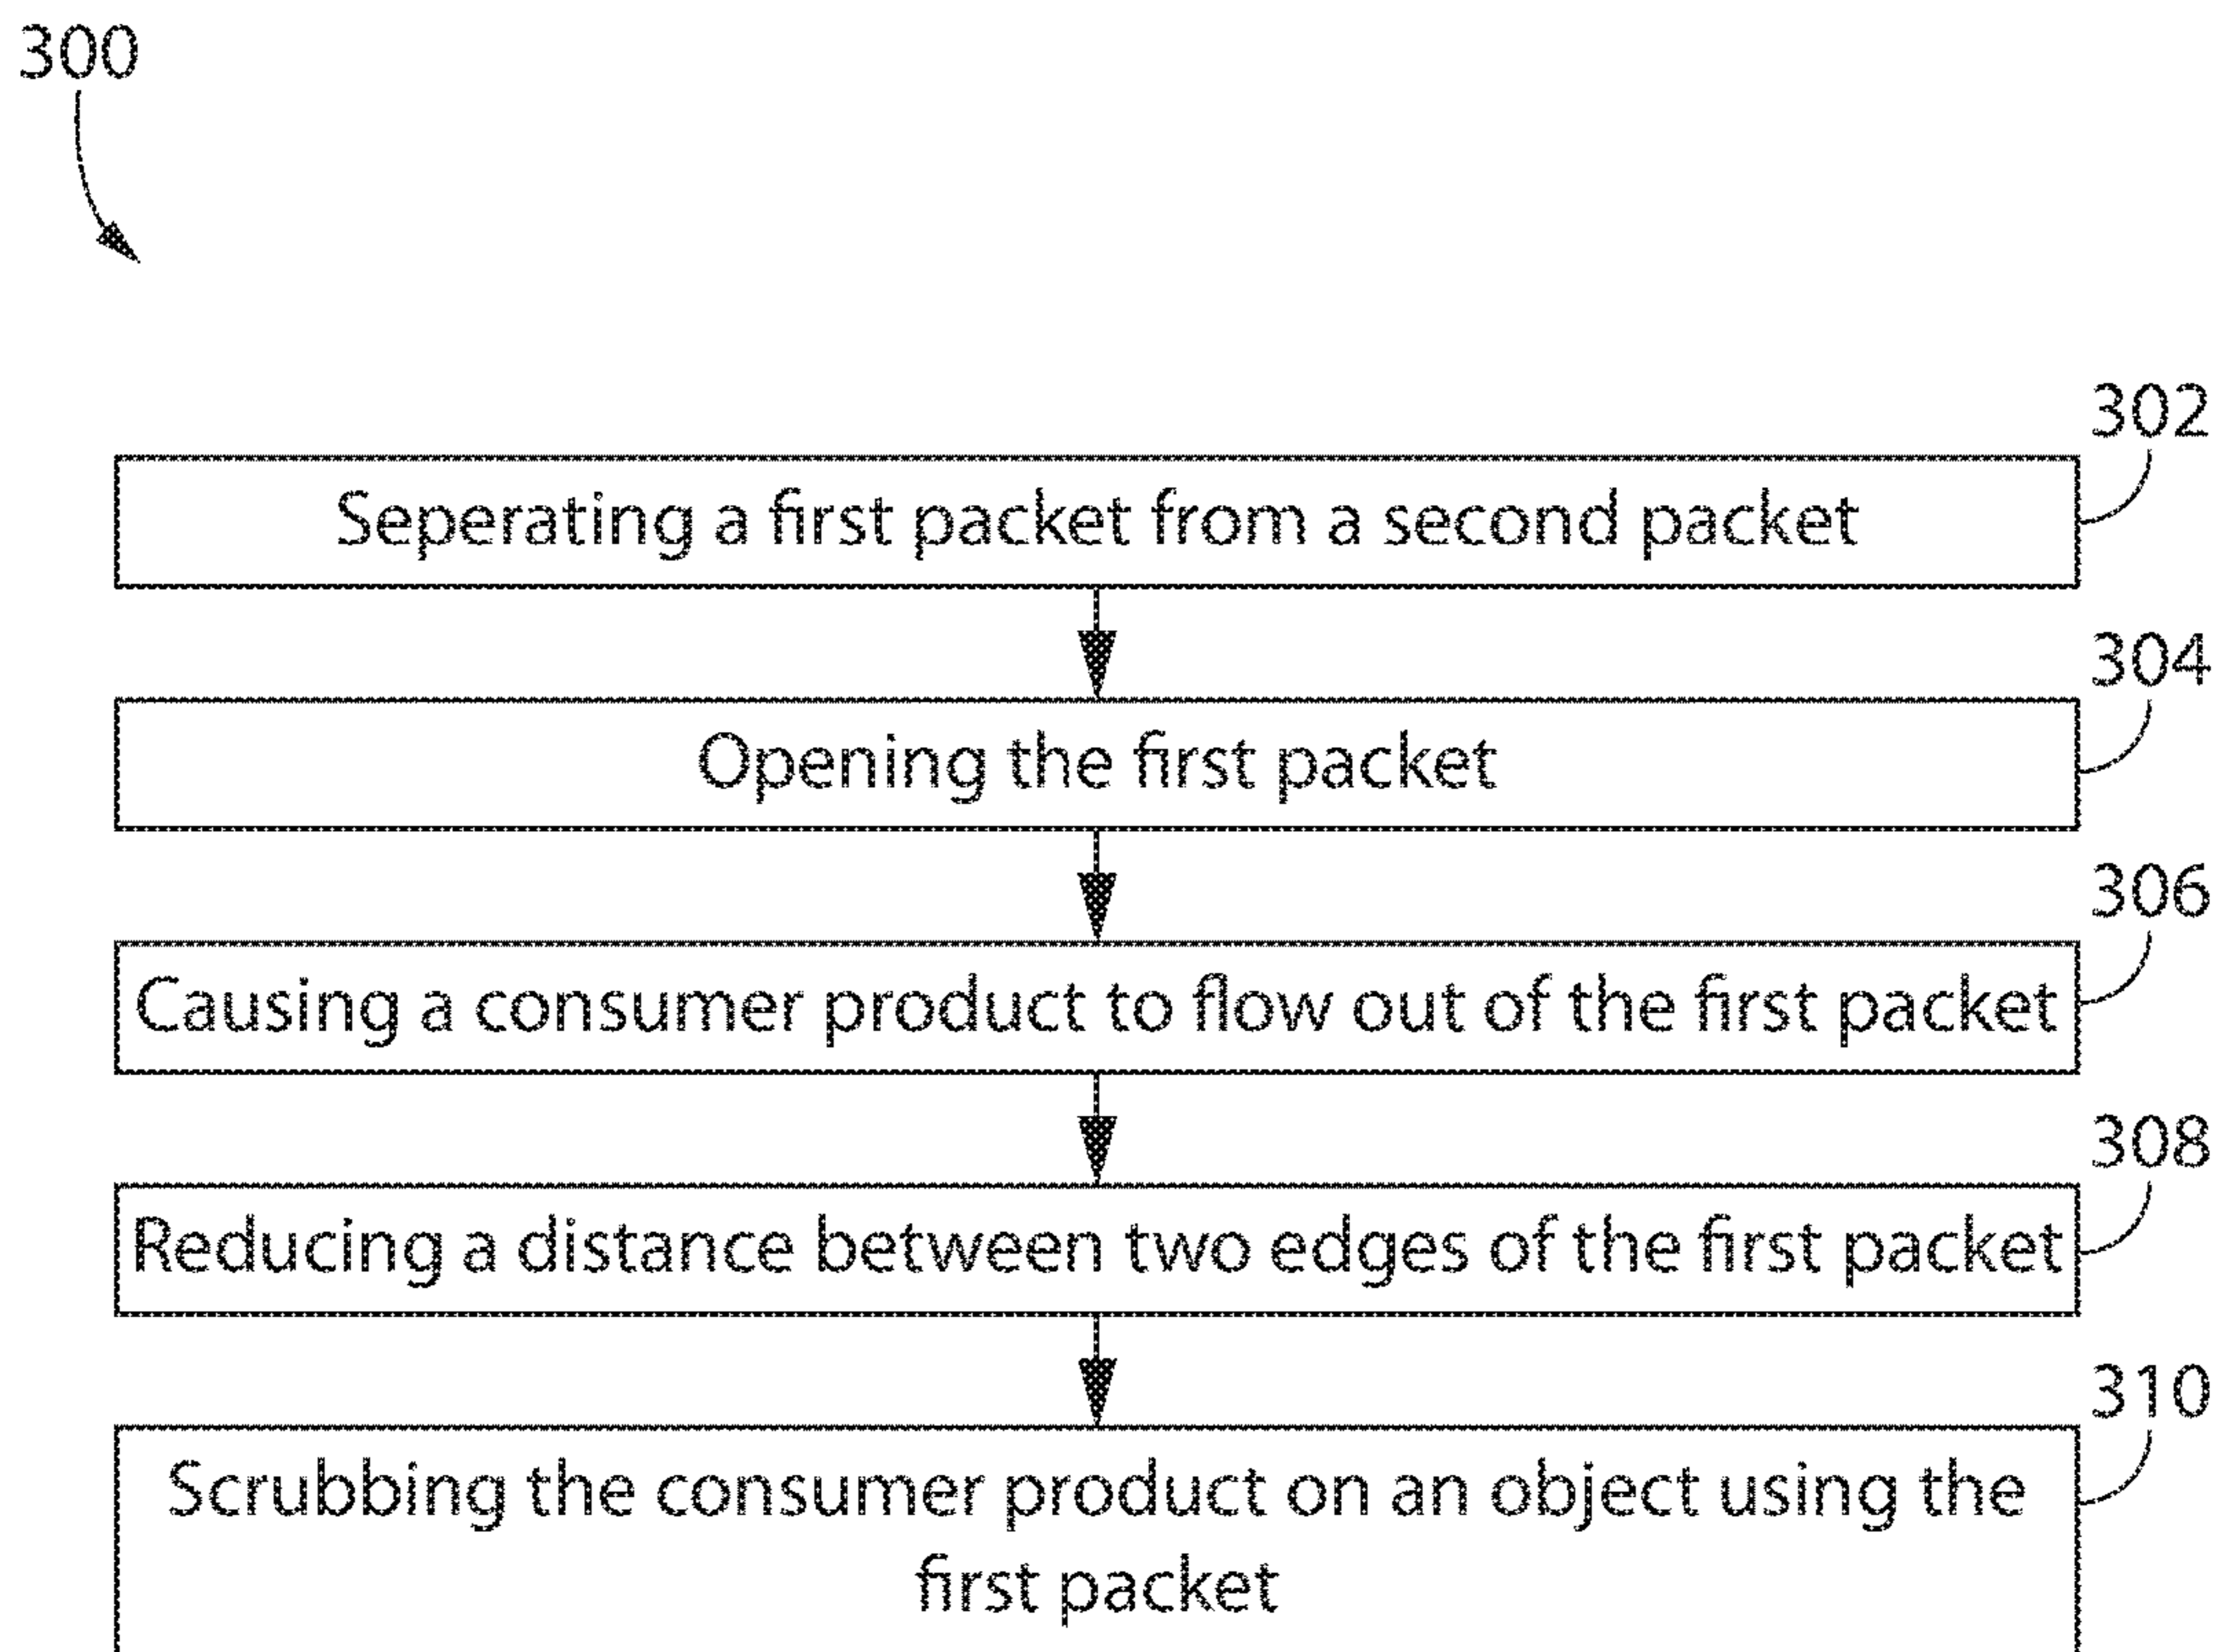 300
302
Seperating a first packet from a second packet
304
Opening the first packet
306
Causing a consumer product to flow out of the first packet
308
Reducing a distance between two edges of the first packet
310
Scrubbing the consumer product on an object using the
first packet